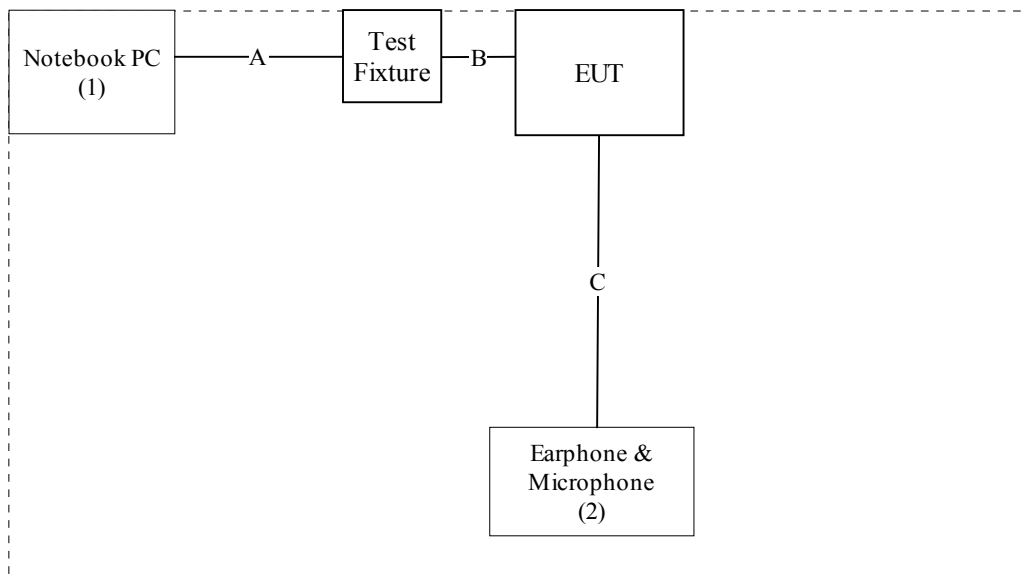 Notebook PC
(1)
A
Test
Fixture
B
EUT
C
Earphone &
Microphone
(2)